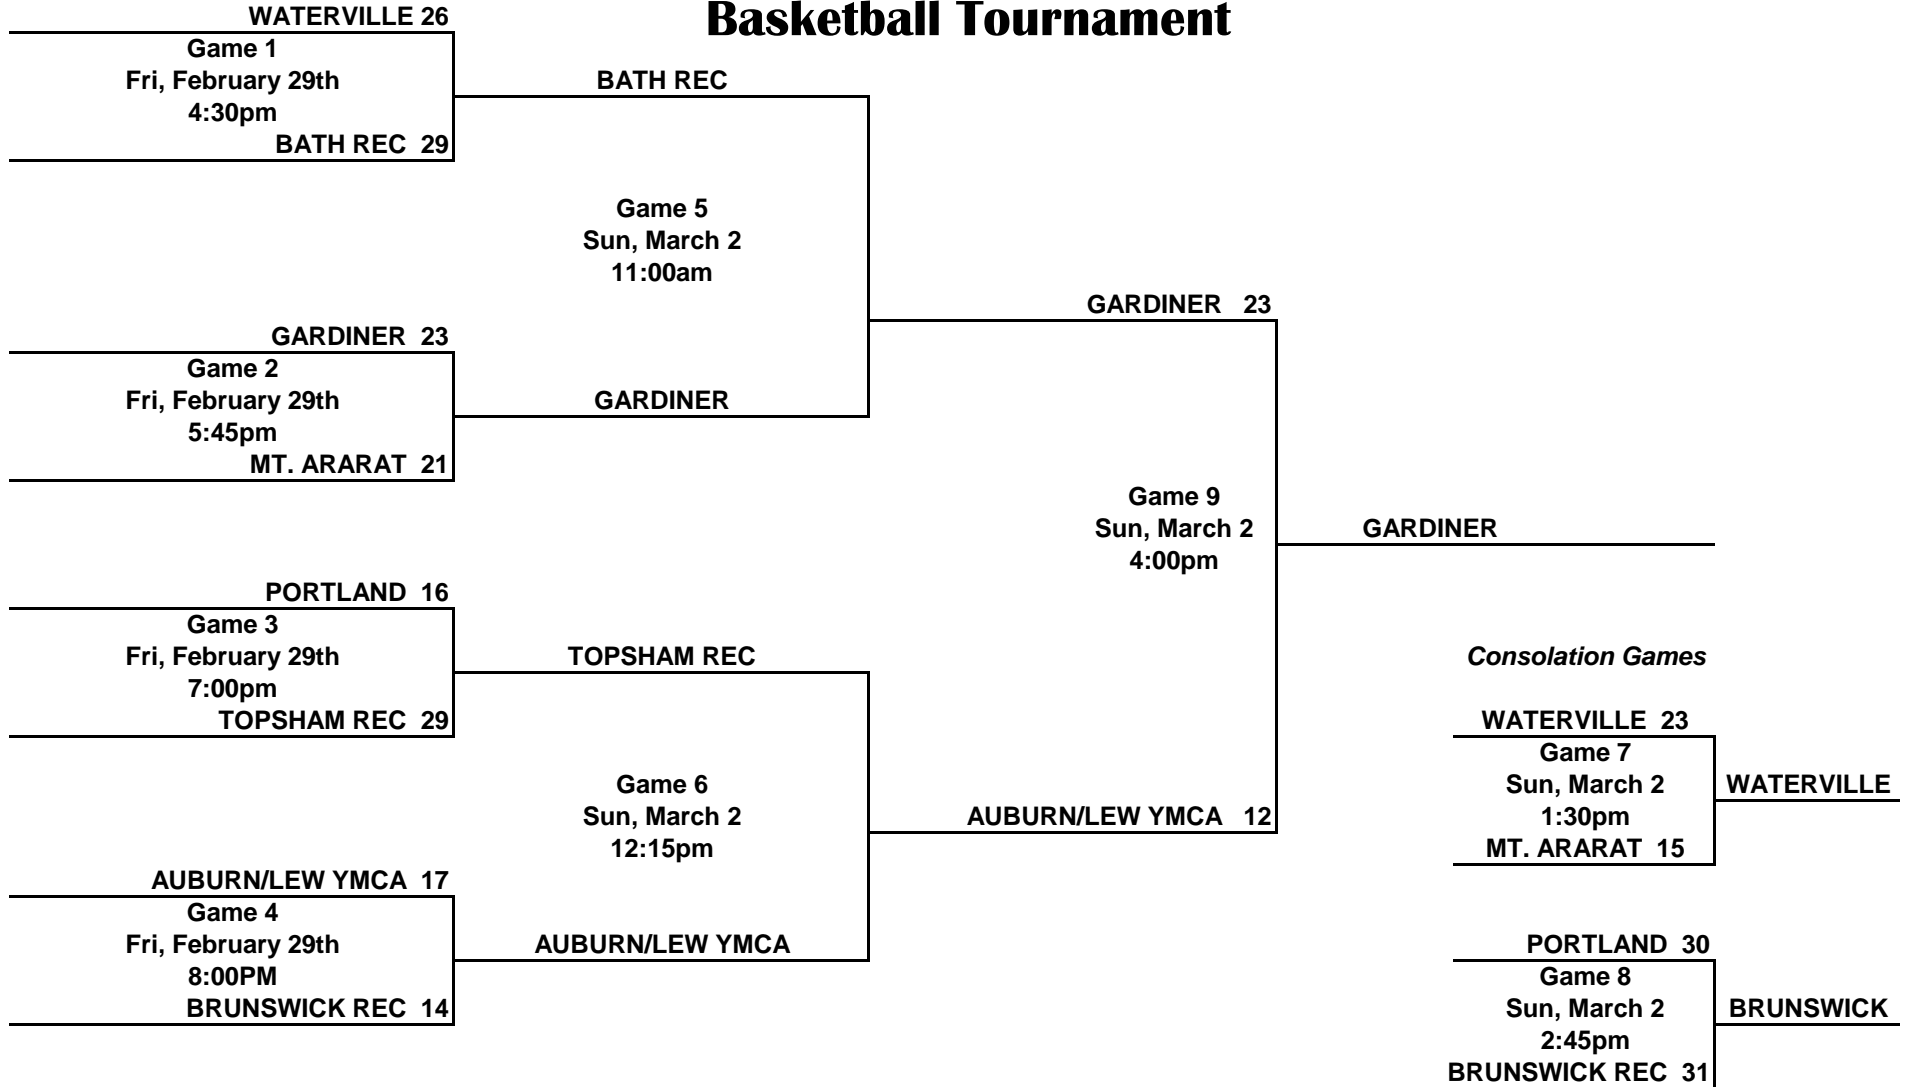 Basketball Tournament
WATERVILLE 26
Game 1
Fri, February 29th
4:30pm
BATH REC 29
BATH REC
Game 5
Sun, March 2
11:00am
GARDINER 23
Game 2
Fri, February 29th
5:45pm
MT. ARARAT 21
GARDINER
GARDINER 23
Game 9
Sun, March 2
4:00pm
GARDINER
PORTLAND 16
Game 3
Fri, February 29th
7:00pm
TOPSHAM REC 29
TOPSHAM REC
Game 6
Sun, March 2
12:15pm
AUBURN/LEW YMCA 12
AUBURN/LEW YMCA 17
Game 4
Fri, February 29th
8:00PM
BRUNSWICK REC 14
AUBURN/LEW YMCA
Consolation Games
WATERVILLE 23
Game 7
Sun, March 2
1:30pm
MT. ARARAT 15
WATERVILLE
PORTLAND 30
Game 8
Sun, March 2
2:45pm
BRUNSWICK REC 31
BRUNSWICK